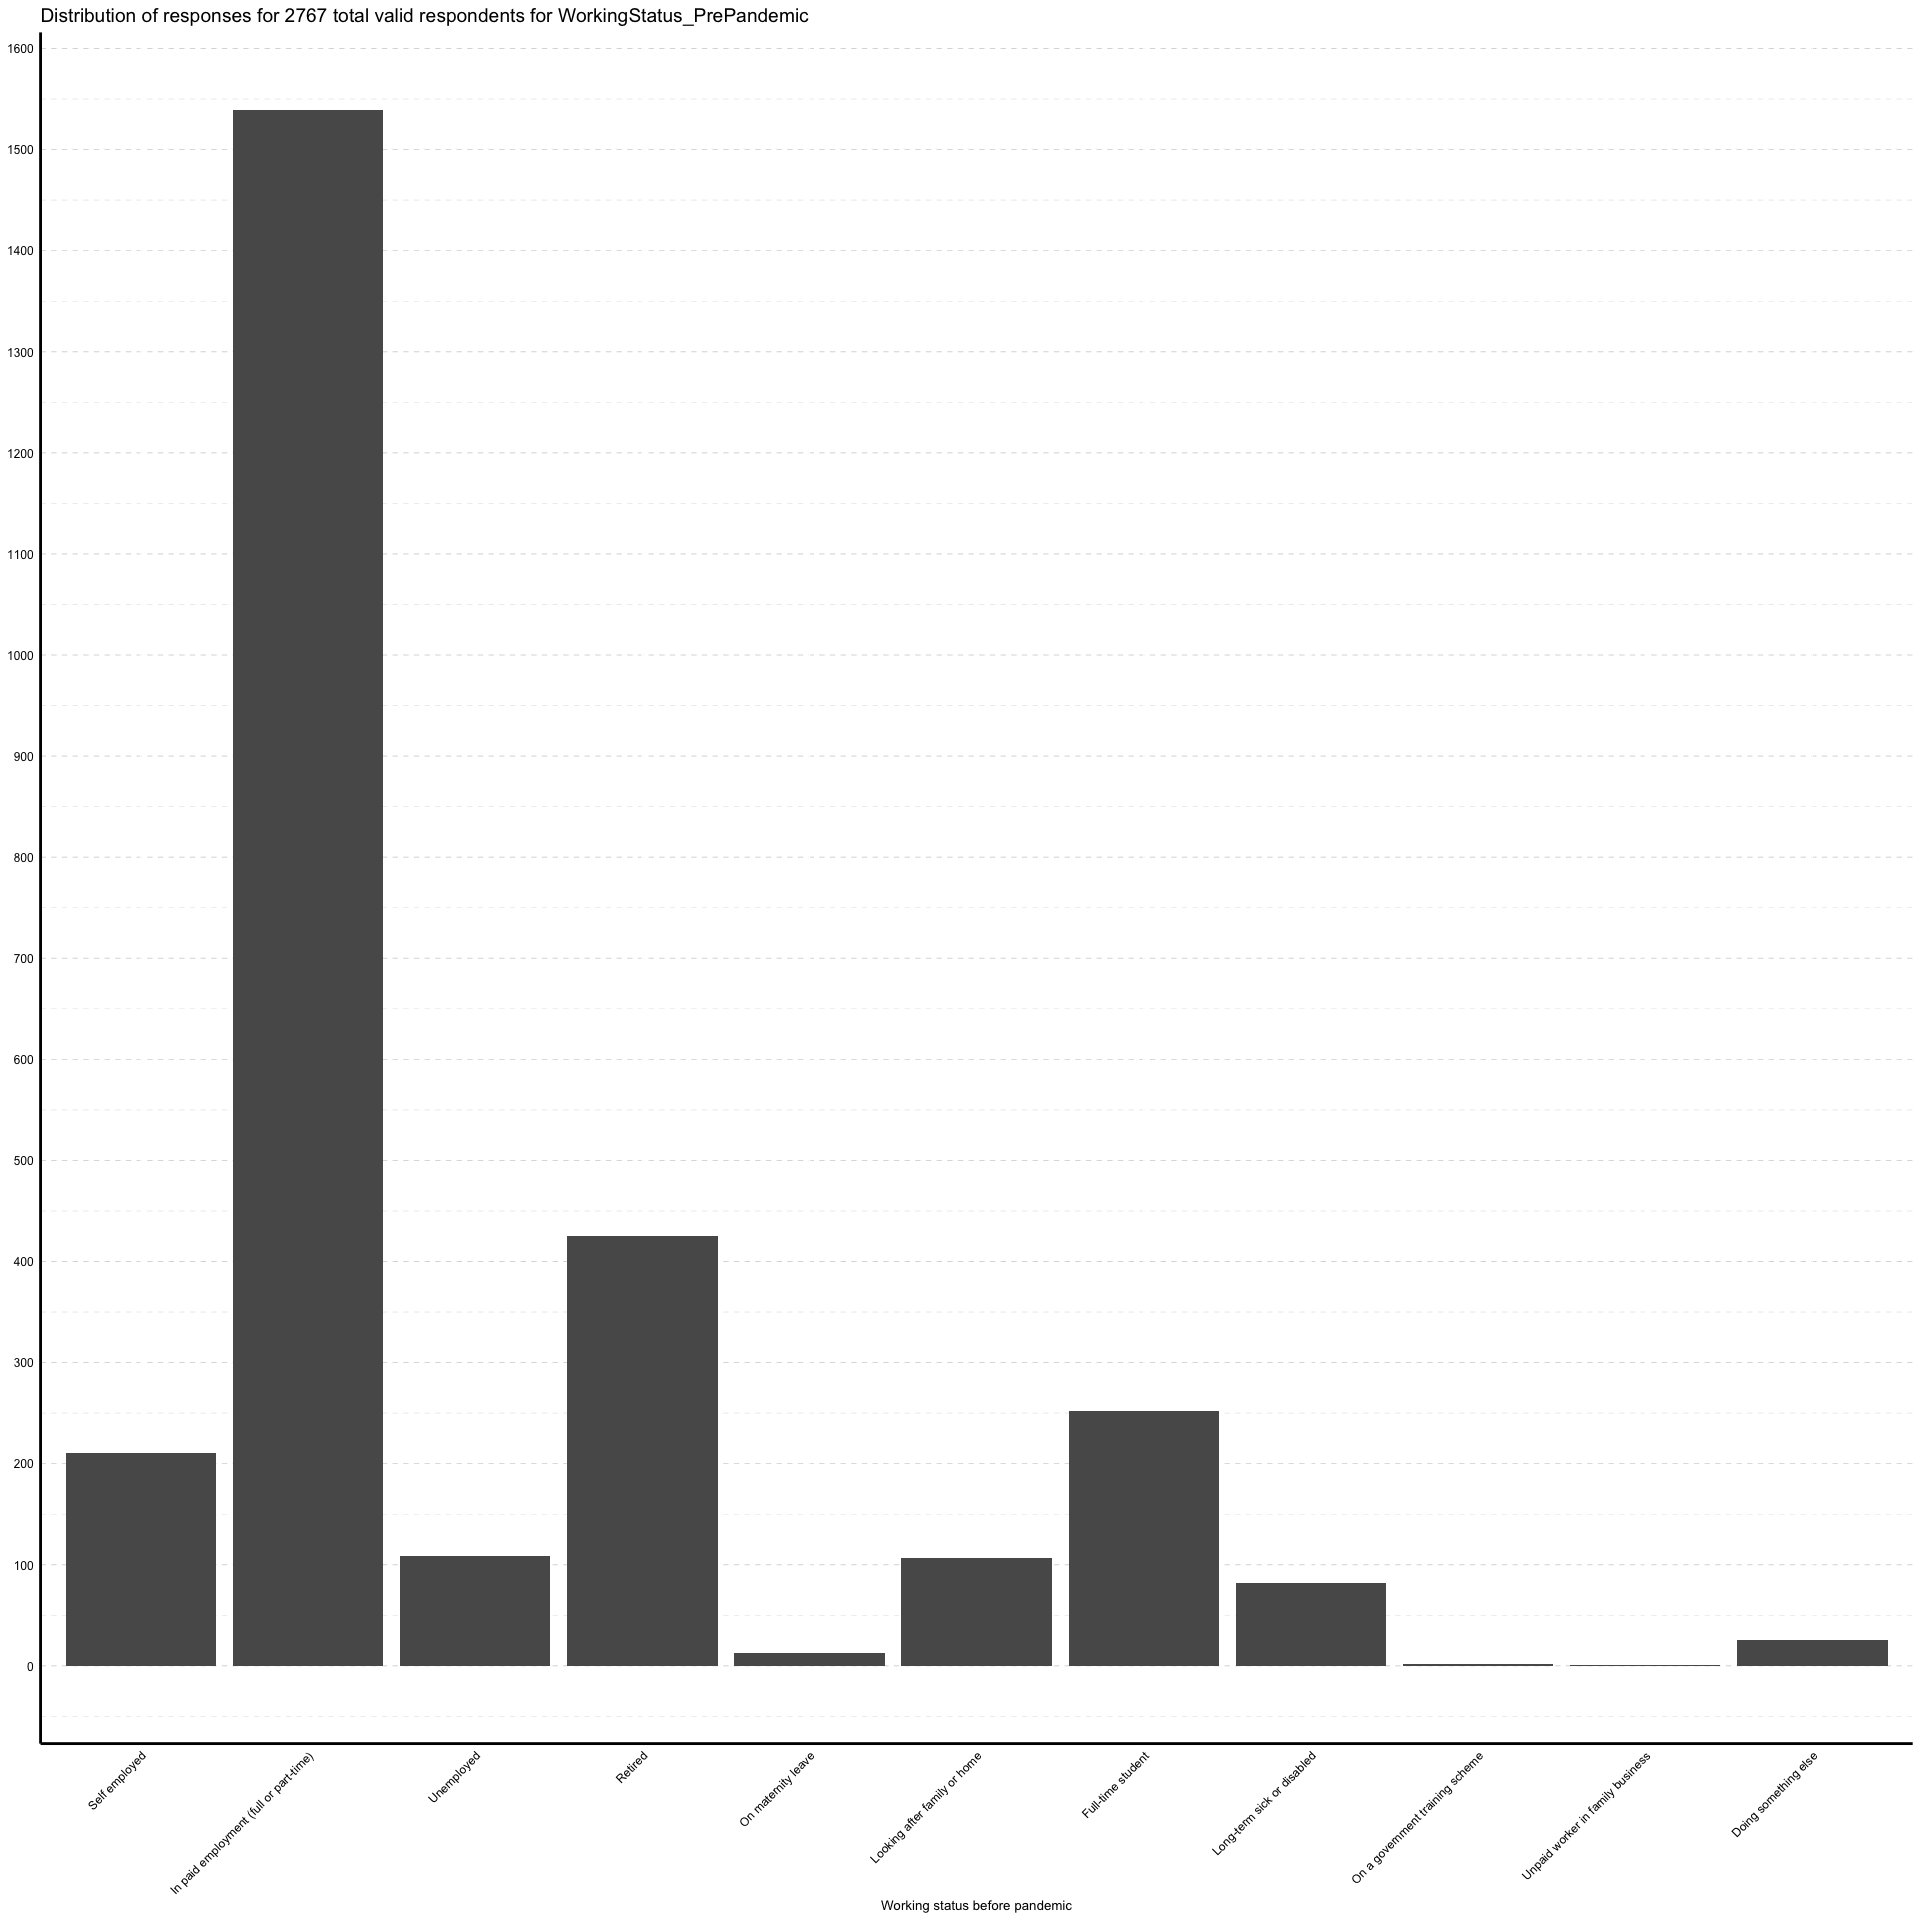 Distribution of responses for 2767 total valid respondents for WorkingStatus_PrePandemic
1600
1500
1400
1300
1200
1100
1000
900
800
700
600
500
400
300
200
100
0
Self employed
In paid employment (full or part-time)
Unemployed
Retired
On maternity leave
Looking after family or home
Full-time student
Long-term sick or disabled
On a government training scheme
Unpaid worker in family business
Doing something else
Working status before pandemic